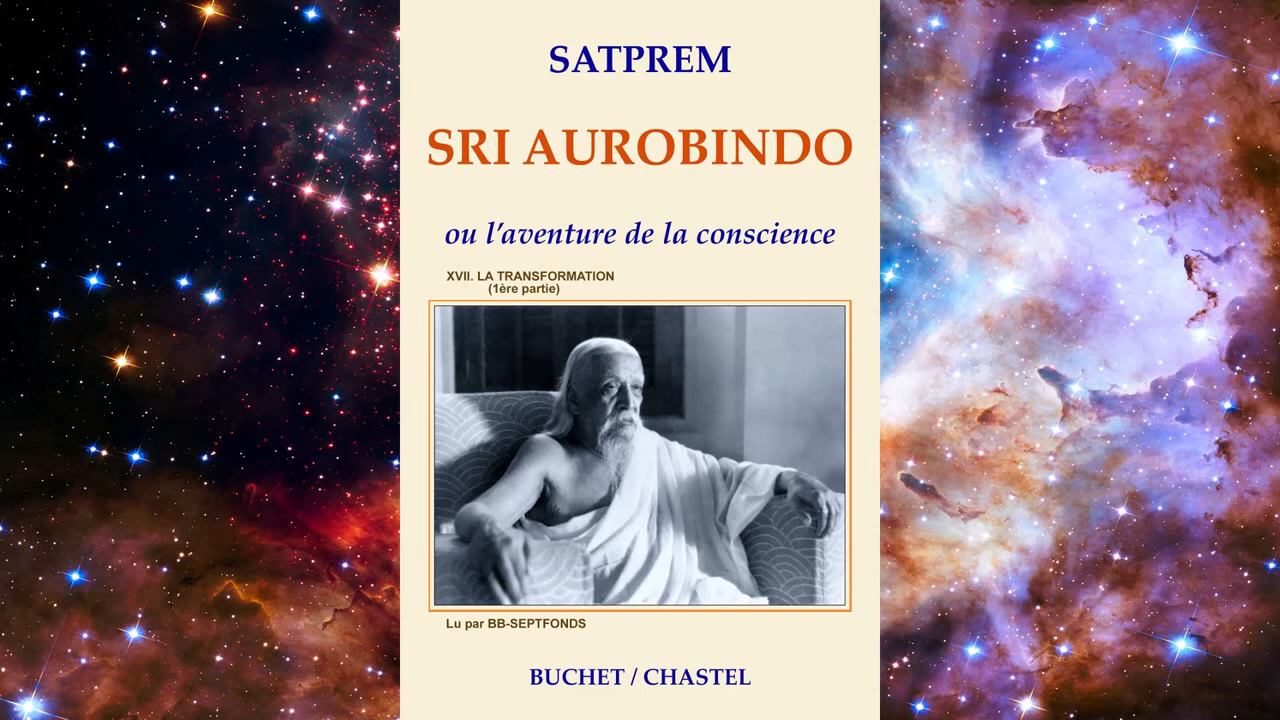 SATPREM
SRI AUROBINDO
ou l'aventure de la conscience
XVII. LA TRANSFORMATION
(1ère partie)
Lu par BB-SEPTFONDS
BUCHET / CHASTEL